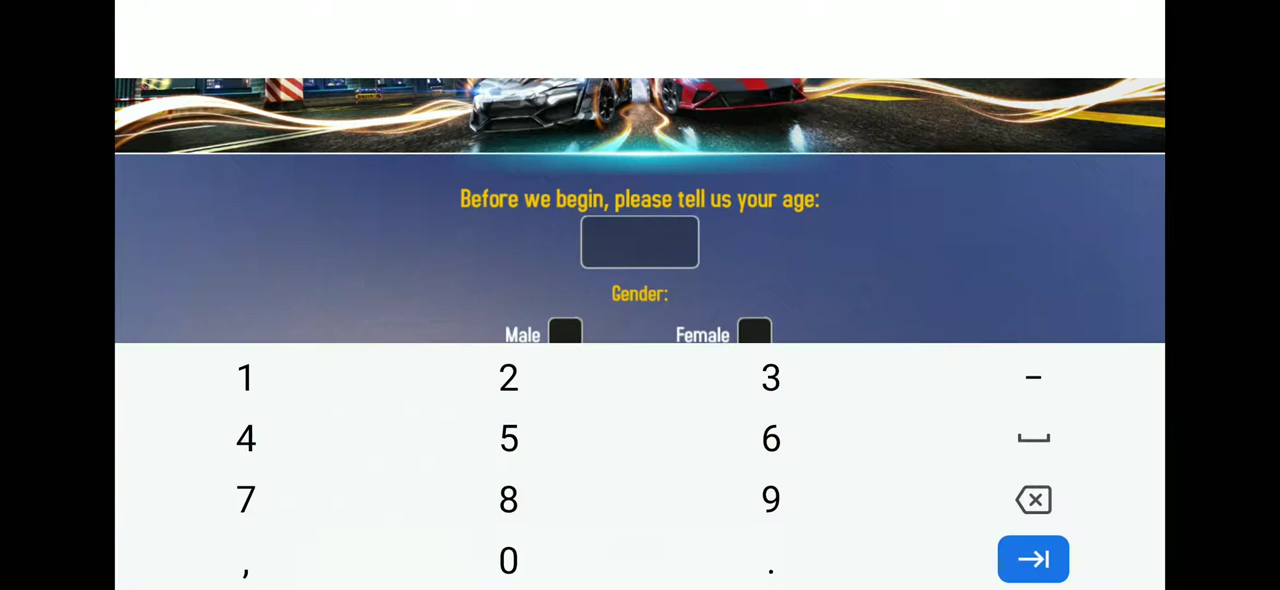 Before we begin, please tell us your age:
Gender:
Male Female
1 2 3 –
4 5 6
7 8 9
, 0 .